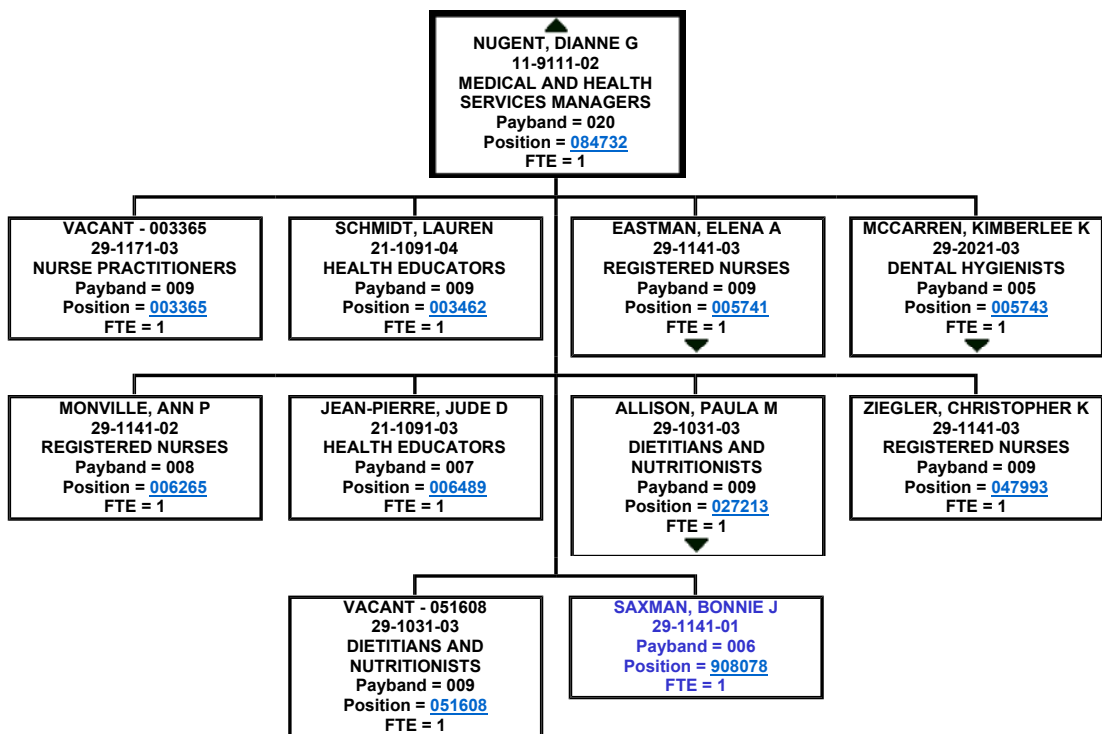 NUGENT, DIANNE G
11-9111-02
MEDICAL AND HEALTH
SERVICES MANAGERS
Payband = 020
Position = 084732
FTE = 1
VACANT - 003365
29-1171-03
NURSE PRACTITIONERS
Payband = 009
Position = 003365
FTE = 1
SCHMIDT, LAUREN
21-1091-04
HEALTH EDUCATORS
Payband = 009
Position = 003462
FTE = 1
EASTMAN, ELENA A
29-1141-03
REGISTERED NURSES
Payband = 009
Position = 005741
FTE = 1
MCCARREN, KIMBERLEE K
29-2021-03
DENTAL HYGIENISTS
Payband = 005
Position = 005743
FTE = 1
MONVILLE, ANN P
29-1141-02
REGISTERED NURSES
Payband = 008
Position = 006265
FTE = 1
JEAN-PIERRE, JUDE D
21-1091-03
HEALTH EDUCATORS
Payband = 007
Position = 006489
FTE = 1
ALLISON, PAULA M
29-1031-03
DIETITIANS AND
NUTRITIONISTS
Payband = 009
Position = 027213
FTE = 1
ZIEGLER, CHRISTOPHER K
29-1141-03
REGISTERED NURSES
Payband = 009
Position = 047993
FTE = 1
VACANT - 051608
29-1031-03
DIETITIANS AND
NUTRITIONISTS
Payband = 009
Position = 051608
FTE = 1
SAXMAN, BONNIE J
29-1141-01
Payband = 006
Position = 908078
FTE = 1